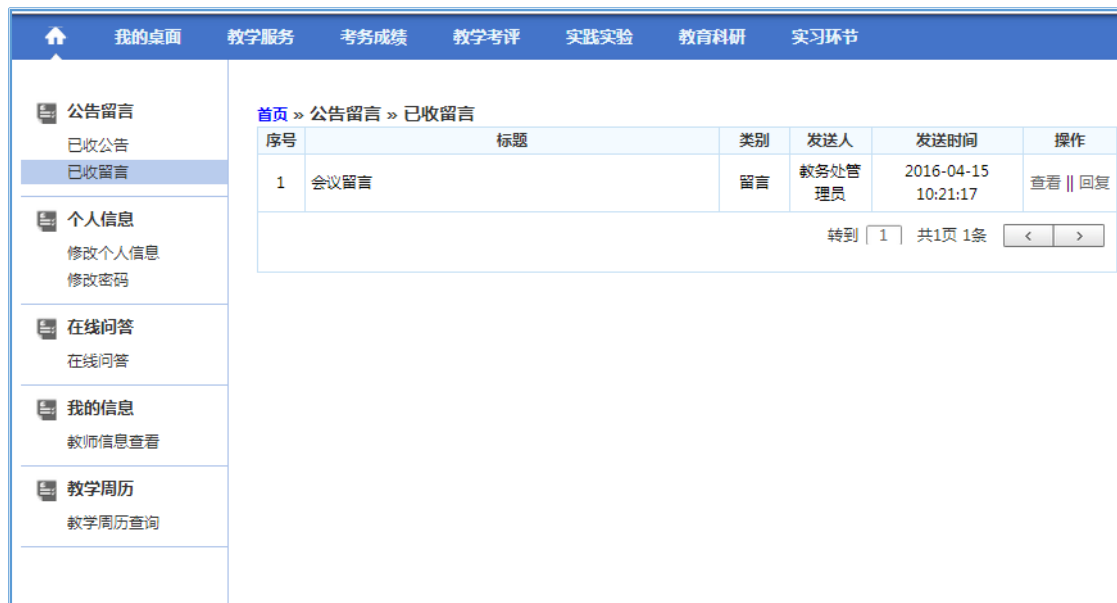 我的桌面 教学服务 考务成绩 教学考评 实践实验 教育科研 实习环节
公告留言
已收公告
已收留言
个人信息
修改个人信息
修改密码
在线问答
在线问答
我的信息
教师信息查看
教学周历
教学周历查询
首页 » 公告留言 » 已收留言
序号 标题 类别 发送人 发送时间 操作
1 会议留言 留言 教务处管理员 2016-04-15 10:21:17 查看 || 回复
转到 1 共1页 1条 < >